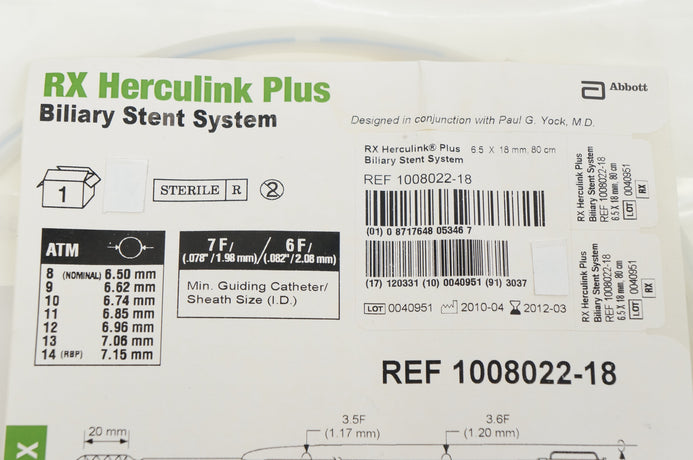 RX Herculink Plus
Biliary Stent System
Abbott
Designed in conjunction with Paul G. Yock, M.D.
1
STERILE R
2
RX Herculink® Plus 6.5 X 18 mm, 80 cm
Biliary Stent System
REF 1008022-18
(01) 0 8717648 05346 7
(17) 120331 (10) 0040951 (91) 3037
LOT 0040951 2010-04 2012-03
RX Herculink Plus
Biliary Stent System
REF 1008022-18
6.5 X 18 mm, 80 cm
LOT 0040951 RX
RX Herculink Plus
Biliary Stent System
REF 1008022-18
6.5 X 18 mm, 80 cm
LOT 0040951 RX
ATM
8 (NOMINAL) 6.50 mm
9 6.62 mm
10 6.74 mm
11 6.85 mm
12 6.96 mm
13 7.06 mm
14 (RBP) 7.15 mm
7F/ 6F/
(.078"/1.98 mm) (.082"/2.08 mm)
Min. Guiding Catheter/
Sheath Size (I.D.)
REF 1008022-18
20 mm
3.5F
(1.17 mm)
3.6F
(1.20 mm)
X